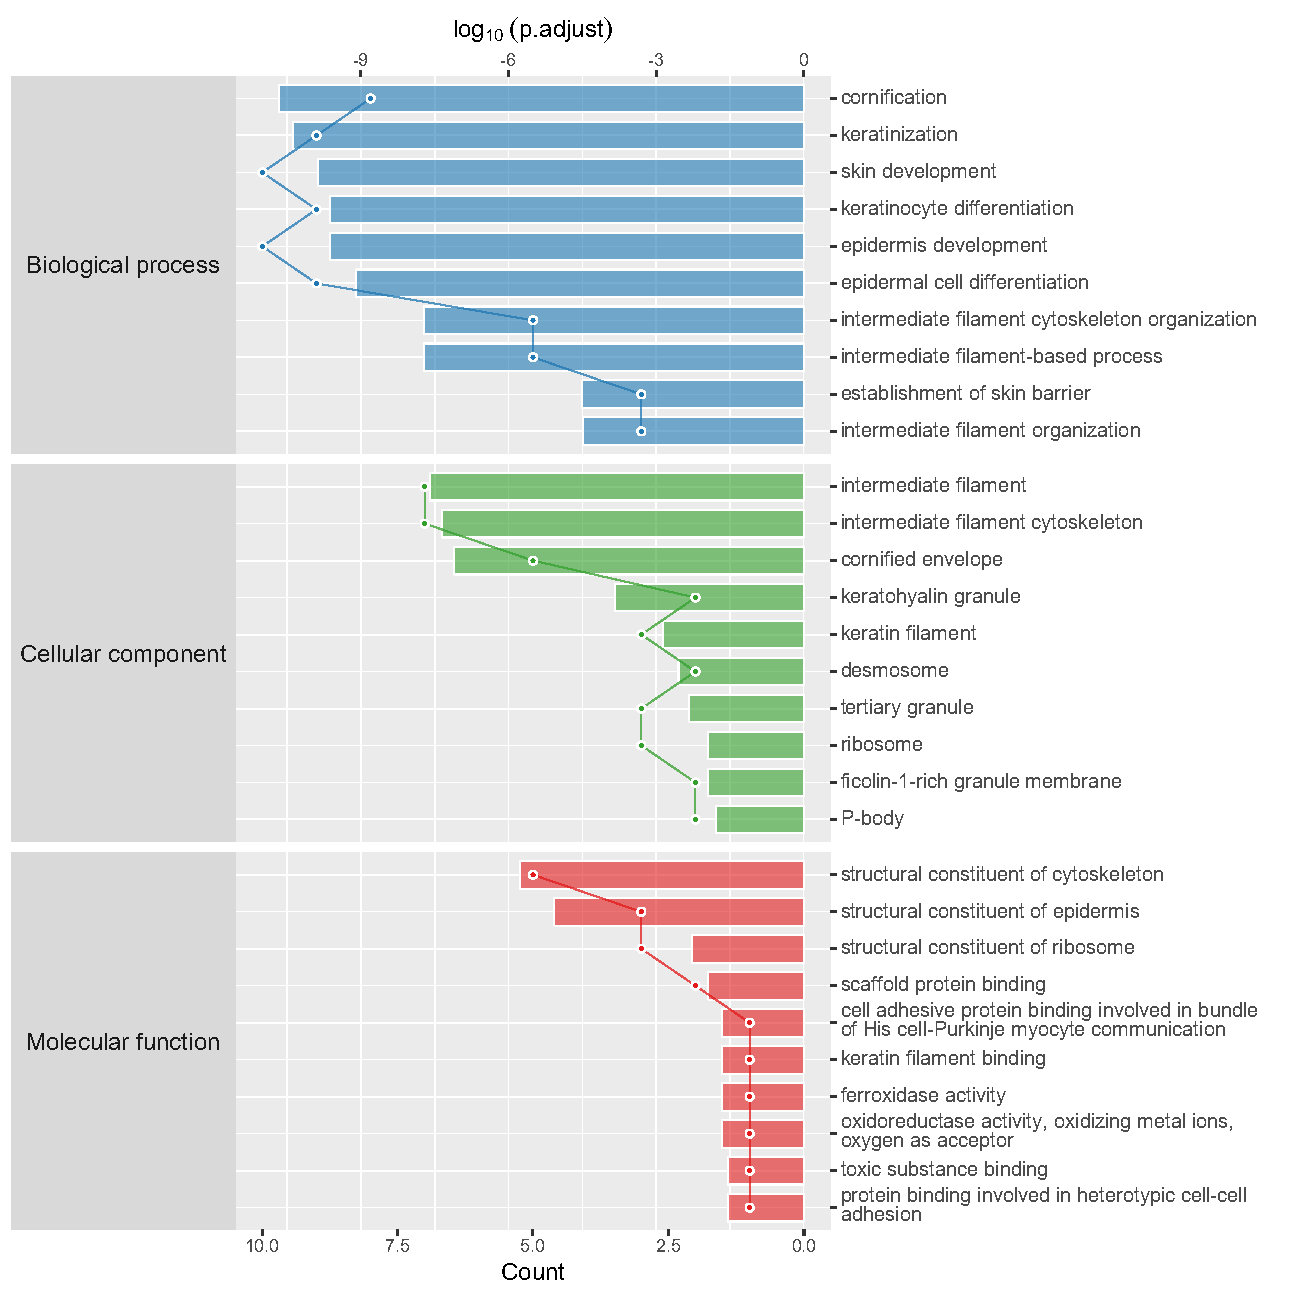 log10 (p.adjust)
-9 -6 -3 0
Biological process
cornification
keratinization
skin development
keratinocyte differentiation
epidermis development
epidermal cell differentiation
intermediate filament cytoskeleton organization
intermediate filament-based process
establishment of skin barrier
intermediate filament organization
Cellular component
intermediate filament
intermediate filament cytoskeleton
cornified envelope
keratohyalin granule
keratin filament
desmosome
tertiary granule
ribosome
ficolin-1-rich granule membrane
P-body
Molecular function
structural constituent of cytoskeleton
structural constituent of epidermis
structural constituent of ribosome
scaffold protein binding
cell adhesive protein binding involved in bundle
of His cell-Purkinje myocyte communication
keratin filament binding
ferroxidase activity
oxidoreductase activity, oxidizing metal ions,
oxygen as acceptor
toxic substance binding
protein binding involved in heterotypic cell-cell
adhesion
10.0 7.5 5.0 2.5 0.0
Count